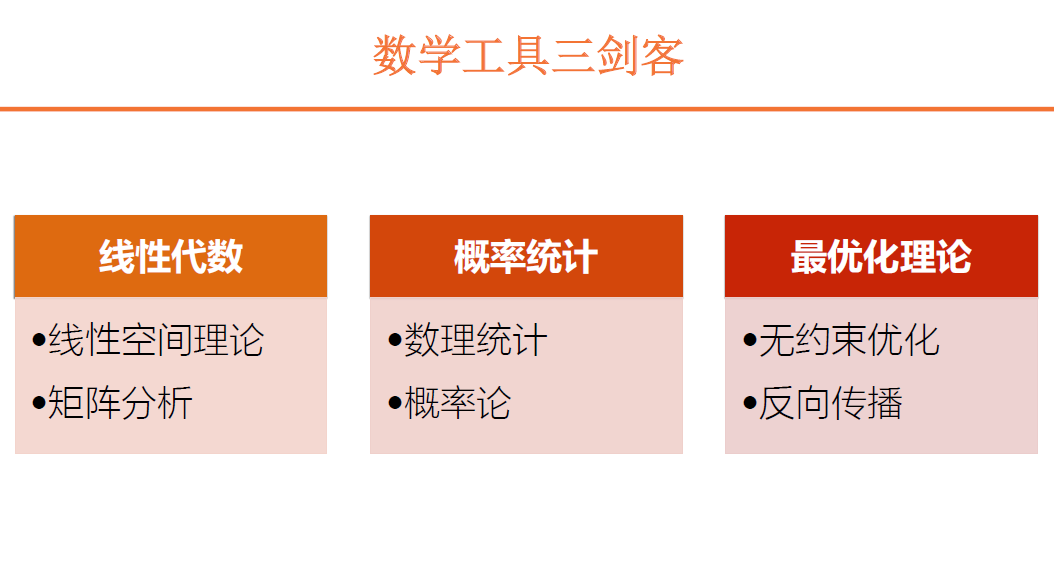 数学工具三剑客
线性代数
•线性空间理论
•矩阵分析
概率统计
•数理统计
•概率论
最优化理论
•无约束优化
•反向传播